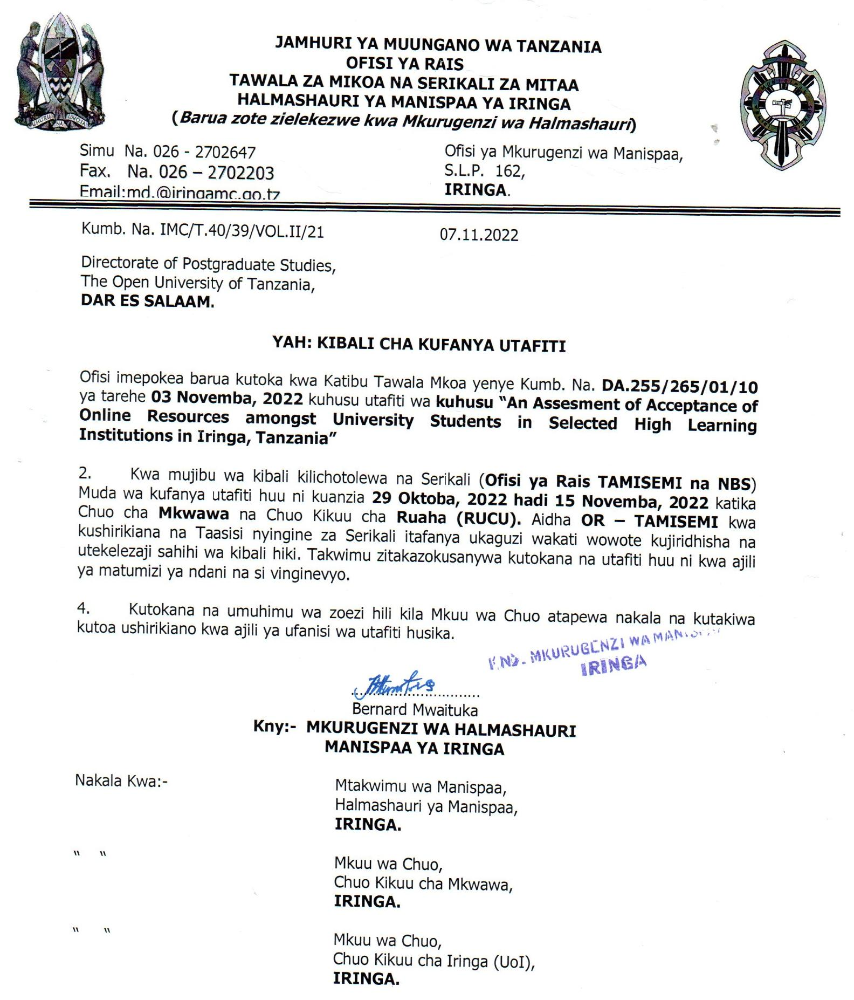 JAMHURI YA MUUNGANO WA TANZANIA
OFISI YA RAIS
TAWALA ZA MIKOA NA SERIKALI ZA MITAA
HALMASHAURI YA MANISPAA YA IRINGA
(Barua zote zielekezwe kwa Mkurugenzi wa Halmashauri)
UHURU NA UMOJA
Simu Na. 026 - 2702647
Fax. Na. 026 – 2702203
Email:md.@iringamc.go.tz
Ofisi ya Mkurugenzi wa Manispaa,
S.L.P. 162,
IRINGA.
Kumb. Na. IMC/T.40/39/VOL.II/21
07.11.2022
Directorate of Postgraduate Studies,
The Open University of Tanzania,
DAR ES SALAAM.
YAH: KIBALI CHA KUFANYA UTAFITI
Ofisi imepokea barua kutoka kwa Katibu Tawala Mkoa yenye Kumb. Na. DA.255/265/01/10
ya tarehe 03 Novemba, 2022 kuhusu utafiti wa kuhusu “An Assesment of Acceptance of
Online Resources amongst University Students in Selected High Learning
Institutions in Iringa, Tanzania”
2. Kwa mujibu wa kibali kilichotolewa na Serikali (Ofisi ya Rais TAMISEMI na NBS)
Muda wa kufanya utafiti huu ni kuanzia 29 Oktoba, 2022 hadi 15 Novemba, 2022 katika
Chuo cha Mkwawa na Chuo Kikuu cha Ruaha (RUCU). Aidha OR – TAMISEMI kwa
kushirikiana na Taasisi nyingine za Serikali itafanya ukaguzi wakati wowote kujiridhisha na
utekelezaji sahihi wa kibali hiki. Takwimu zitakazokusanywa kutokana na utafiti huu ni kwa ajili
ya matumizi ya ndani na si vinginevyo.
4. Kutokana na umuhimu wa zoezi hili kila Mkuu wa Chuo atapewa nakala na kutakiwa
kutoa ushirikiano kwa ajili ya ufanisi wa utafiti husika.
MKURUGENZI WA MANISPAA
IRINGA
Bernard Mwaituka
Kny:- MKURUGENZI WA HALMASHAURI
MANISPAA YA IRINGA
Nakala Kwa:-
Mtakwimu wa Manispaa,
Halmashauri ya Manispaa,
IRINGA.
“ “
Mkuu wa Chuo,
Chuo Kikuu cha Mkwawa,
IRINGA.
“ “
Mkuu wa Chuo,
Chuo Kikuu cha Iringa (UoI),
IRINGA.